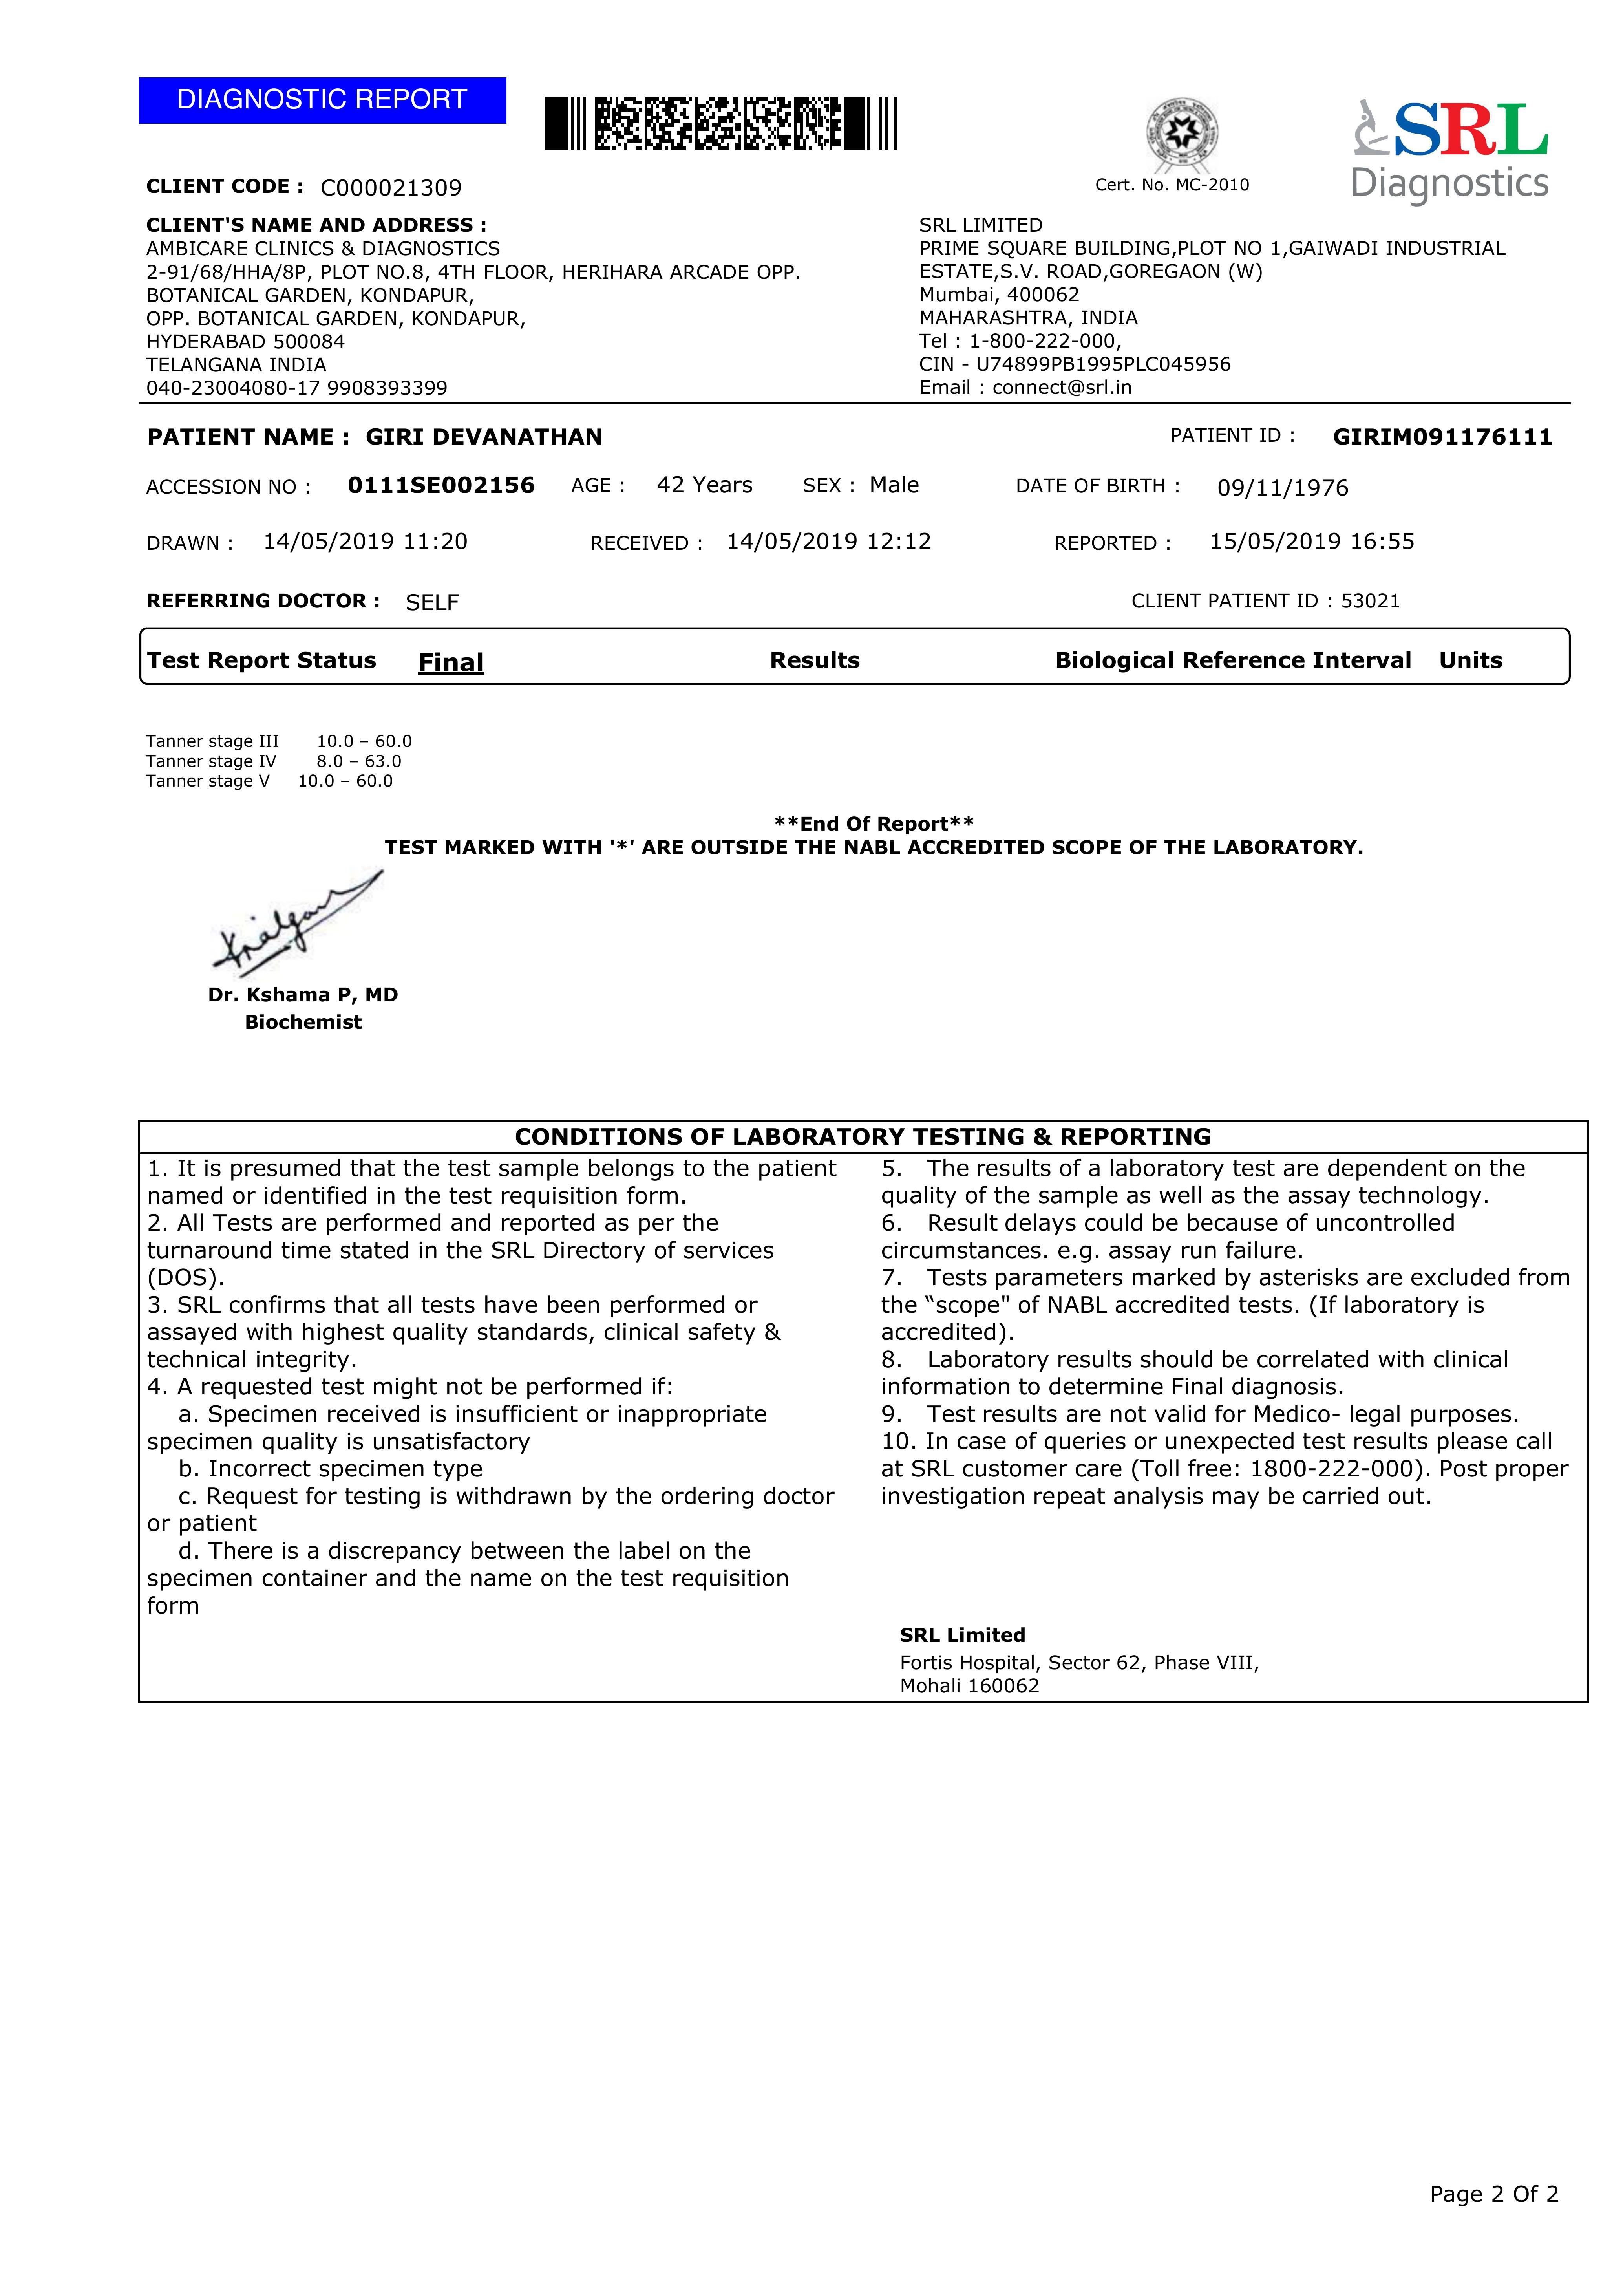 DIAGNOSTIC REPORT
Cert. No. MC-2010
SRL
Diagnostics
CLIENT CODE : C000021309
CLIENT'S NAME AND ADDRESS :
AMBICARE CLINICS & DIAGNOSTICS
2-91/68/HHA/8P, PLOT NO.8, 4TH FLOOR, HERIHARA ARCADE OPP.
BOTANICAL GARDEN, KONDAPUR,
OPP. BOTANICAL GARDEN, KONDAPUR,
HYDERABAD 500084
TELANGANA INDIA
040-23004080-17 9908393399
SRL LIMITED
PRIME SQUARE BUILDING,PLOT NO 1,GAIWADI INDUSTRIAL
ESTATE,S.V. ROAD,GOREGAON (W)
Mumbai, 400062
MAHARASHTRA, INDIA
Tel : 1-800-222-000,
CIN - U74899PB1995PLC045956
Email : connect@srl.in
PATIENT NAME : GIRI DEVANATHAN PATIENT ID : GIRIM091176111
ACCESSION NO : 0111SE002156 AGE : 42 Years SEX : Male DATE OF BIRTH : 09/11/1976
DRAWN : 14/05/2019 11:20 RECEIVED : 14/05/2019 12:12 REPORTED : 15/05/2019 16:55
REFERRING DOCTOR : SELF CLIENT PATIENT ID : 53021
Test Report Status Final Results Biological Reference Interval Units
Tanner stage III 10.0 – 60.0
Tanner stage IV 8.0 – 63.0
Tanner stage V 10.0 – 60.0
**End Of Report**
TEST MARKED WITH '*' ARE OUTSIDE THE NABL ACCREDITED SCOPE OF THE LABORATORY.
Dr. Kshama P, MD
Biochemist
CONDITIONS OF LABORATORY TESTING & REPORTING
1. It is presumed that the test sample belongs to the patient
named or identified in the test requisition form.
2. All Tests are performed and reported as per the
turnaround time stated in the SRL Directory of services
(DOS).
3. SRL confirms that all tests have been performed or
assayed with highest quality standards, clinical safety &
technical integrity.
4. A requested test might not be performed if:
a. Specimen received is insufficient or inappropriate
specimen quality is unsatisfactory
b. Incorrect specimen type
c. Request for testing is withdrawn by the ordering doctor
or patient
d. There is a discrepancy between the label on the
specimen container and the name on the test requisition
form
5. The results of a laboratory test are dependent on the
quality of the sample as well as the assay technology.
6. Result delays could be because of uncontrolled
circumstances. e.g. assay run failure.
7. Tests parameters marked by asterisks are excluded from
the “scope" of NABL accredited tests. (If laboratory is
accredited).
8. Laboratory results should be correlated with clinical
information to determine Final diagnosis.
9. Test results are not valid for Medico- legal purposes.
10. In case of queries or unexpected test results please call
at SRL customer care (Toll free: 1800-222-000). Post proper
investigation repeat analysis may be carried out.
SRL Limited
Fortis Hospital, Sector 62, Phase VIII,
Mohali 160062
Page 2 Of 2